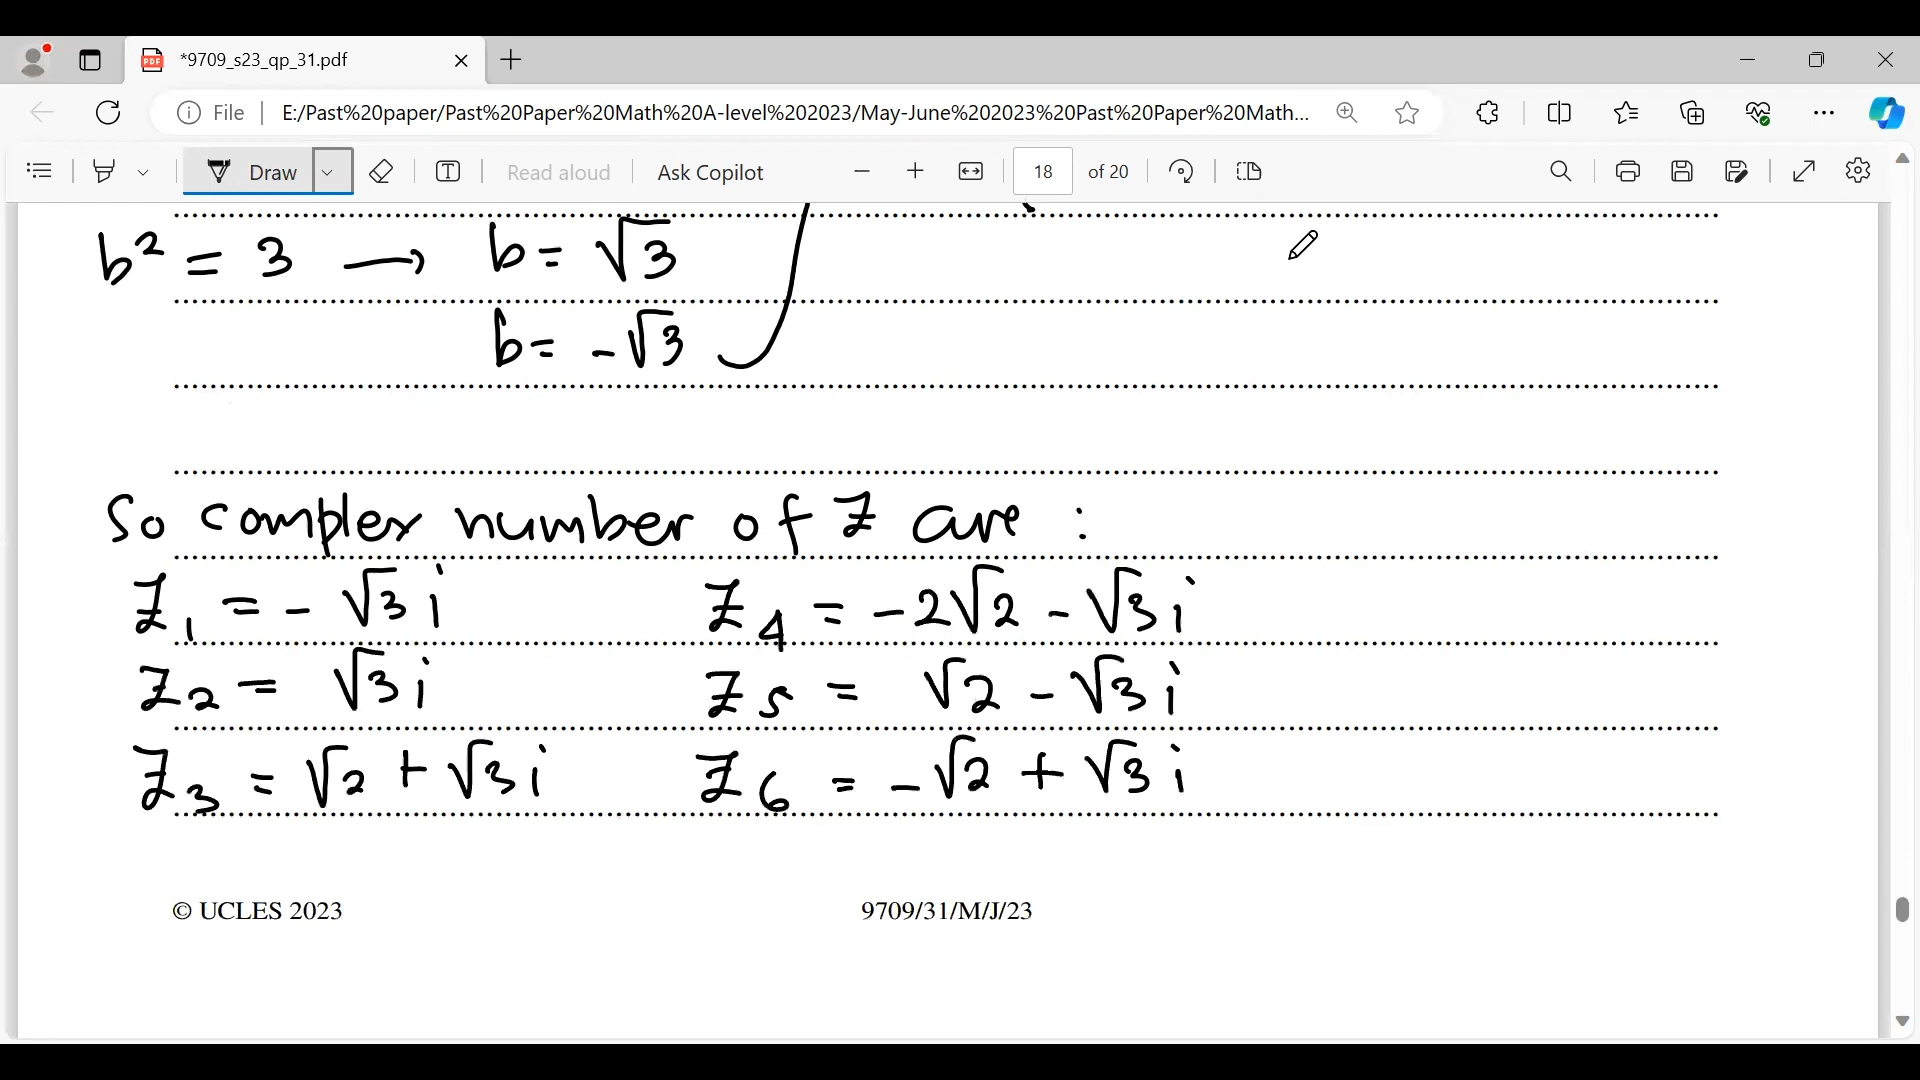 *9709_s23_qp_31.pdf
File E:/Past%20paper/Past%20Paper%20Math%20A-level%202023/May-June%202023%20Past%20Paper%20Math...
Draw Read aloud Ask Copilot 18 of 20
b² = 3 → b = √3
b = -√3
So complex number of Z are :
Z₁ = - √3 i Z₄ = -2√2 - √3 i
Z₂ = √3 i Z₅ = √2 - √3 i
Z₃ = √2 + √3 i Z₆ = -√2 + √3 i
© UCLES 2023 9709/31/M/J/23